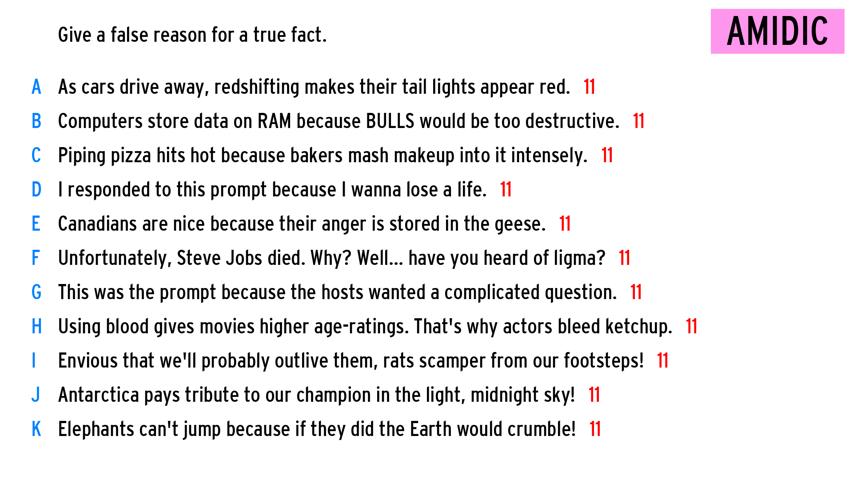 Give a false reason for a true fact.
AMIDIC
A As cars drive away, redshifting makes their tail lights appear red. 11
B Computers store data on RAM because BULLS would be too destructive. 11
C Piping pizza hits hot because bakers mash makeup into it intensely. 11
D I responded to this prompt because I wanna lose a life. 11
E Canadians are nice because their anger is stored in the geese. 11
F Unfortunately, Steve Jobs died. Why? Well... have you heard of ligma? 11
G This was the prompt because the hosts wanted a complicated question. 11
H Using blood gives movies higher age-ratings. That's why actors bleed ketchup. 11
I Envious that we'll probably outlive them, rats scamper from our footsteps! 11
J Antarctica pays tribute to our champion in the light, midnight sky! 11
K Elephants can't jump because if they did the Earth would crumble! 11